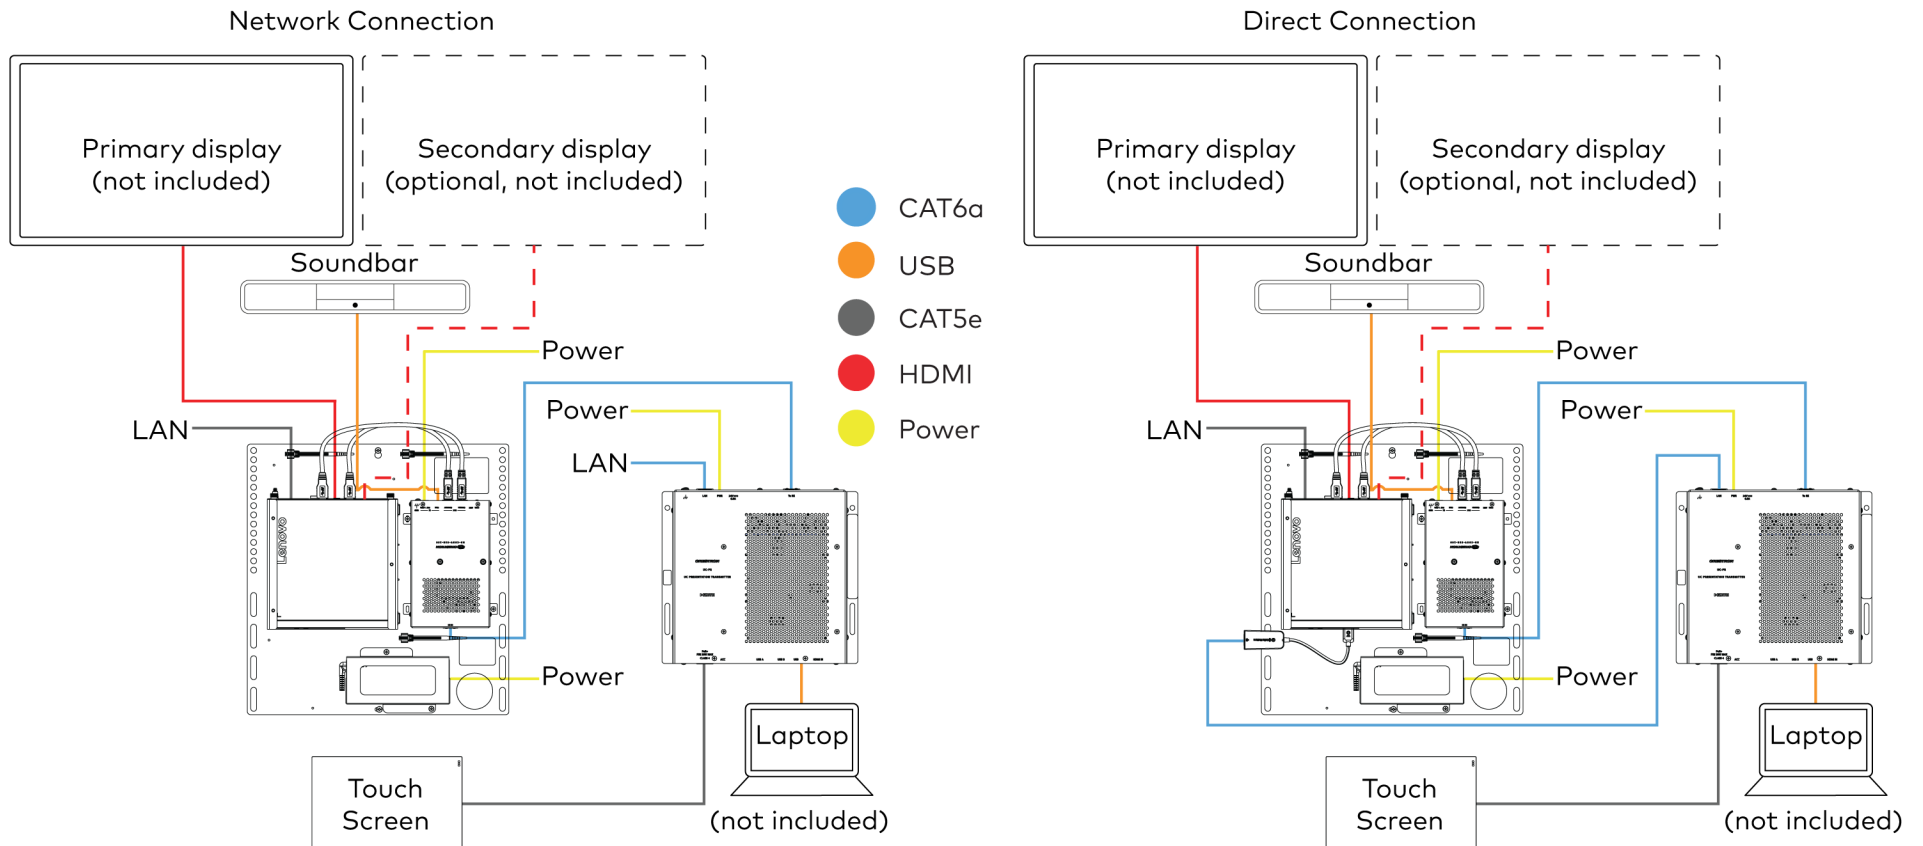 Network Connection
Primary display
(not included)
Secondary display
(optional, not included)
Soundbar
Power
Power
LAN
LAN
Lenovo
Power
Touch
Screen
Laptop
(not included)
CAT6a
USB
CAT5e
HDMI
Power
Direct Connection
Primary display
(not included)
Secondary display
(optional, not included)
Soundbar
Power
Power
LAN
Lenovo
Power
Touch
Screen
Laptop
(not included)